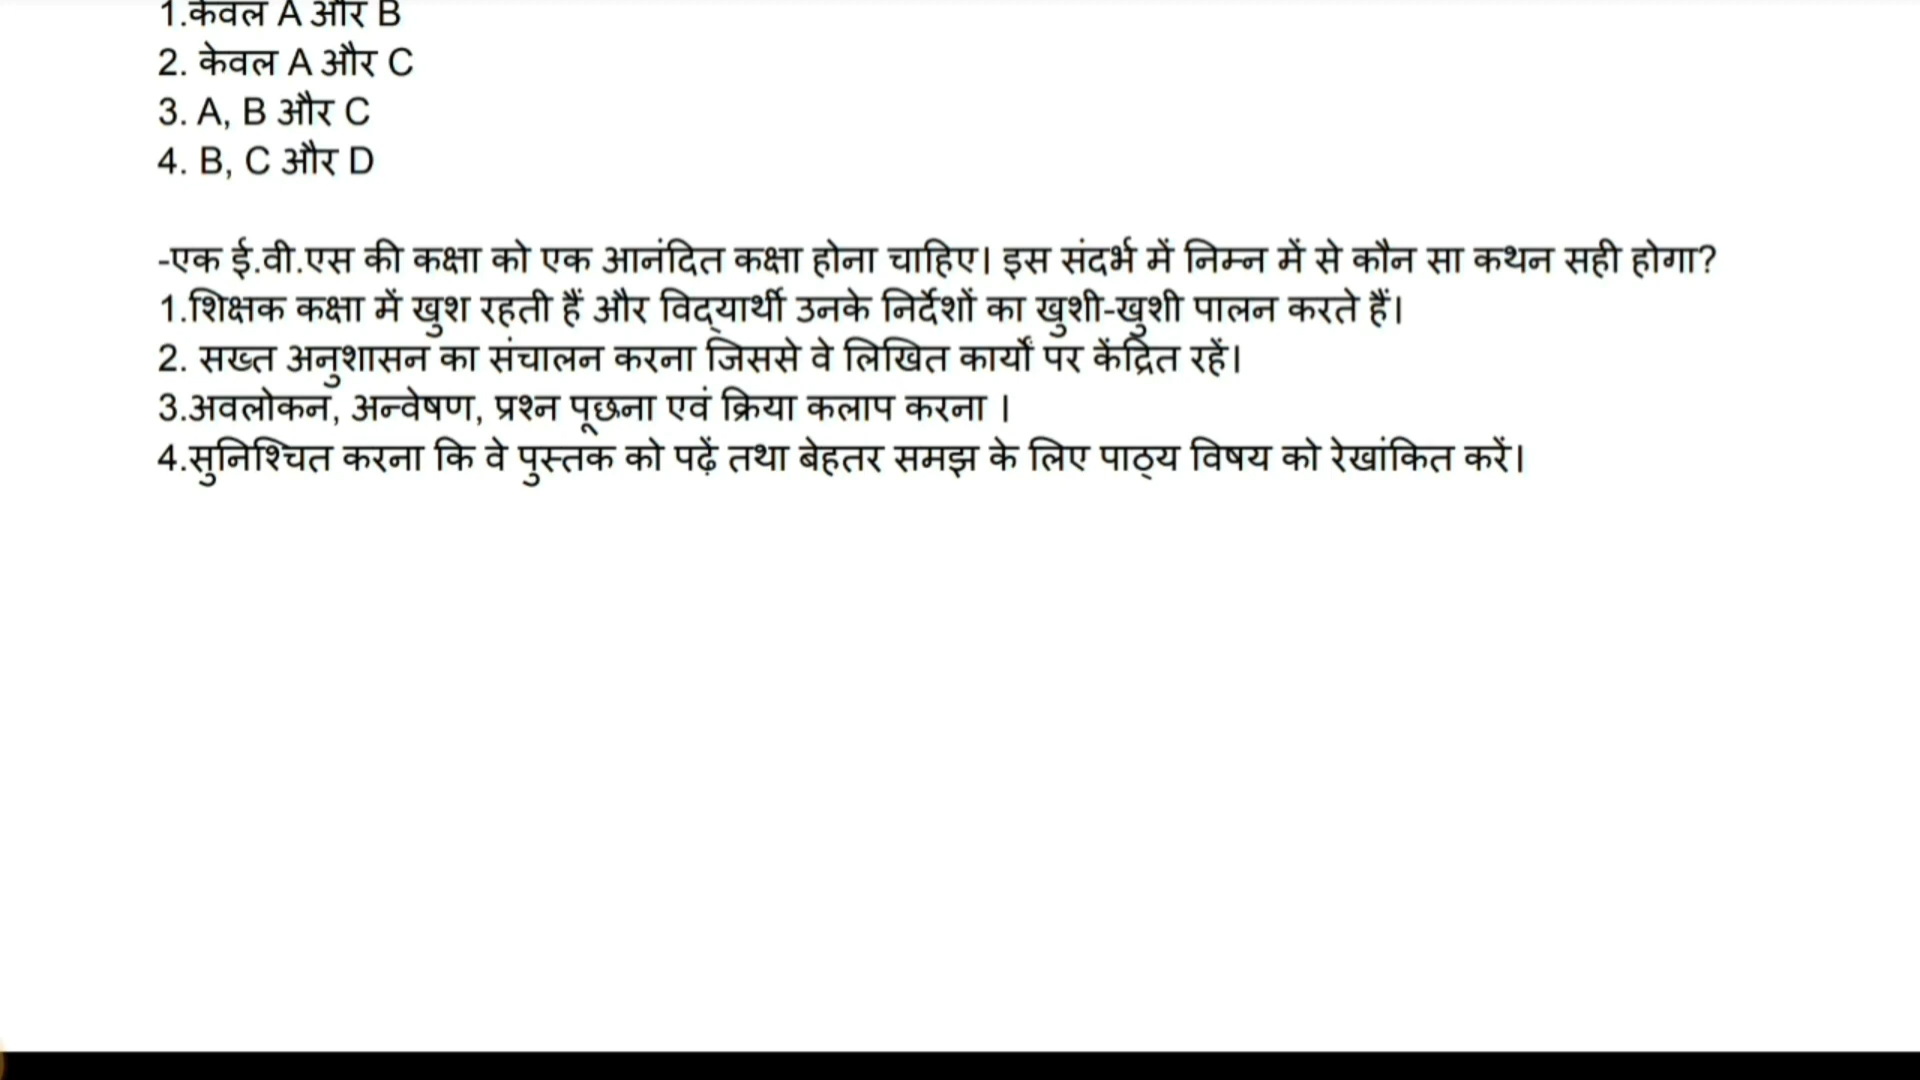 1.केवल A और B
2. केवल A और C
3. A, B और C
4. B, C और D
-एक ई.वी.एस की कक्षा को एक आनंदित कक्षा होना चाहिए। इस संदर्भ में निम्न में से कौन सा कथन सही होगा?
1.शिक्षक कक्षा में खुश रहती हैं और विद्यार्थी उनके निर्देशों का खुशी-खुशी पालन करते हैं।
2. सख्त अनुशासन का संचालन करना जिससे वे लिखित कार्यों पर केंद्रित रहें।
3.अवलोकन, अन्वेषण, प्रश्न पूछना एवं क्रिया कलाप करना ।
4.सुनिश्चित करना कि वे पुस्तक को पढ़ें तथा बेहतर समझ के लिए पाठ्य विषय को रेखांकित करें।